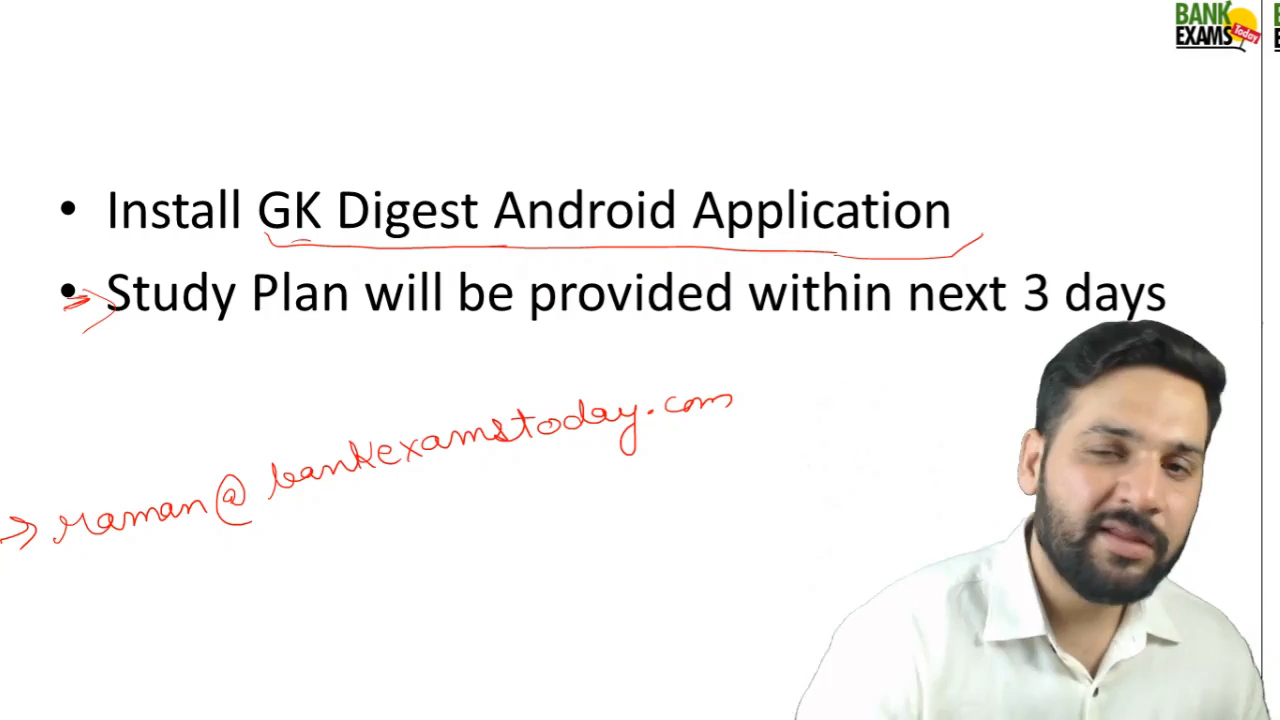 BANK
EXAMS Today
• Install GK Digest Android Application
• Study Plan will be provided within next 3 days
raman@bankexamstoday.com